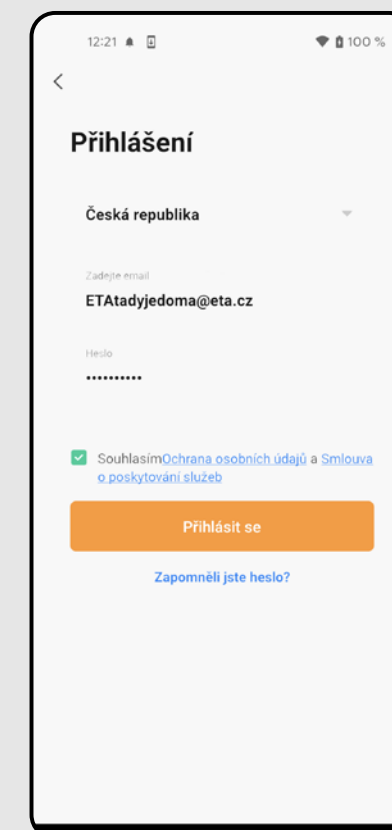 12:21 100 %
Přihlášení
Česká republika
Zadejte email
ETAtadyjedoma@eta.cz
Heslo
••••••••••
SouhlasímOchrana osobních údajů a Smlouva
o poskytování služeb
Přihlásit se
Zapomněli jste heslo?